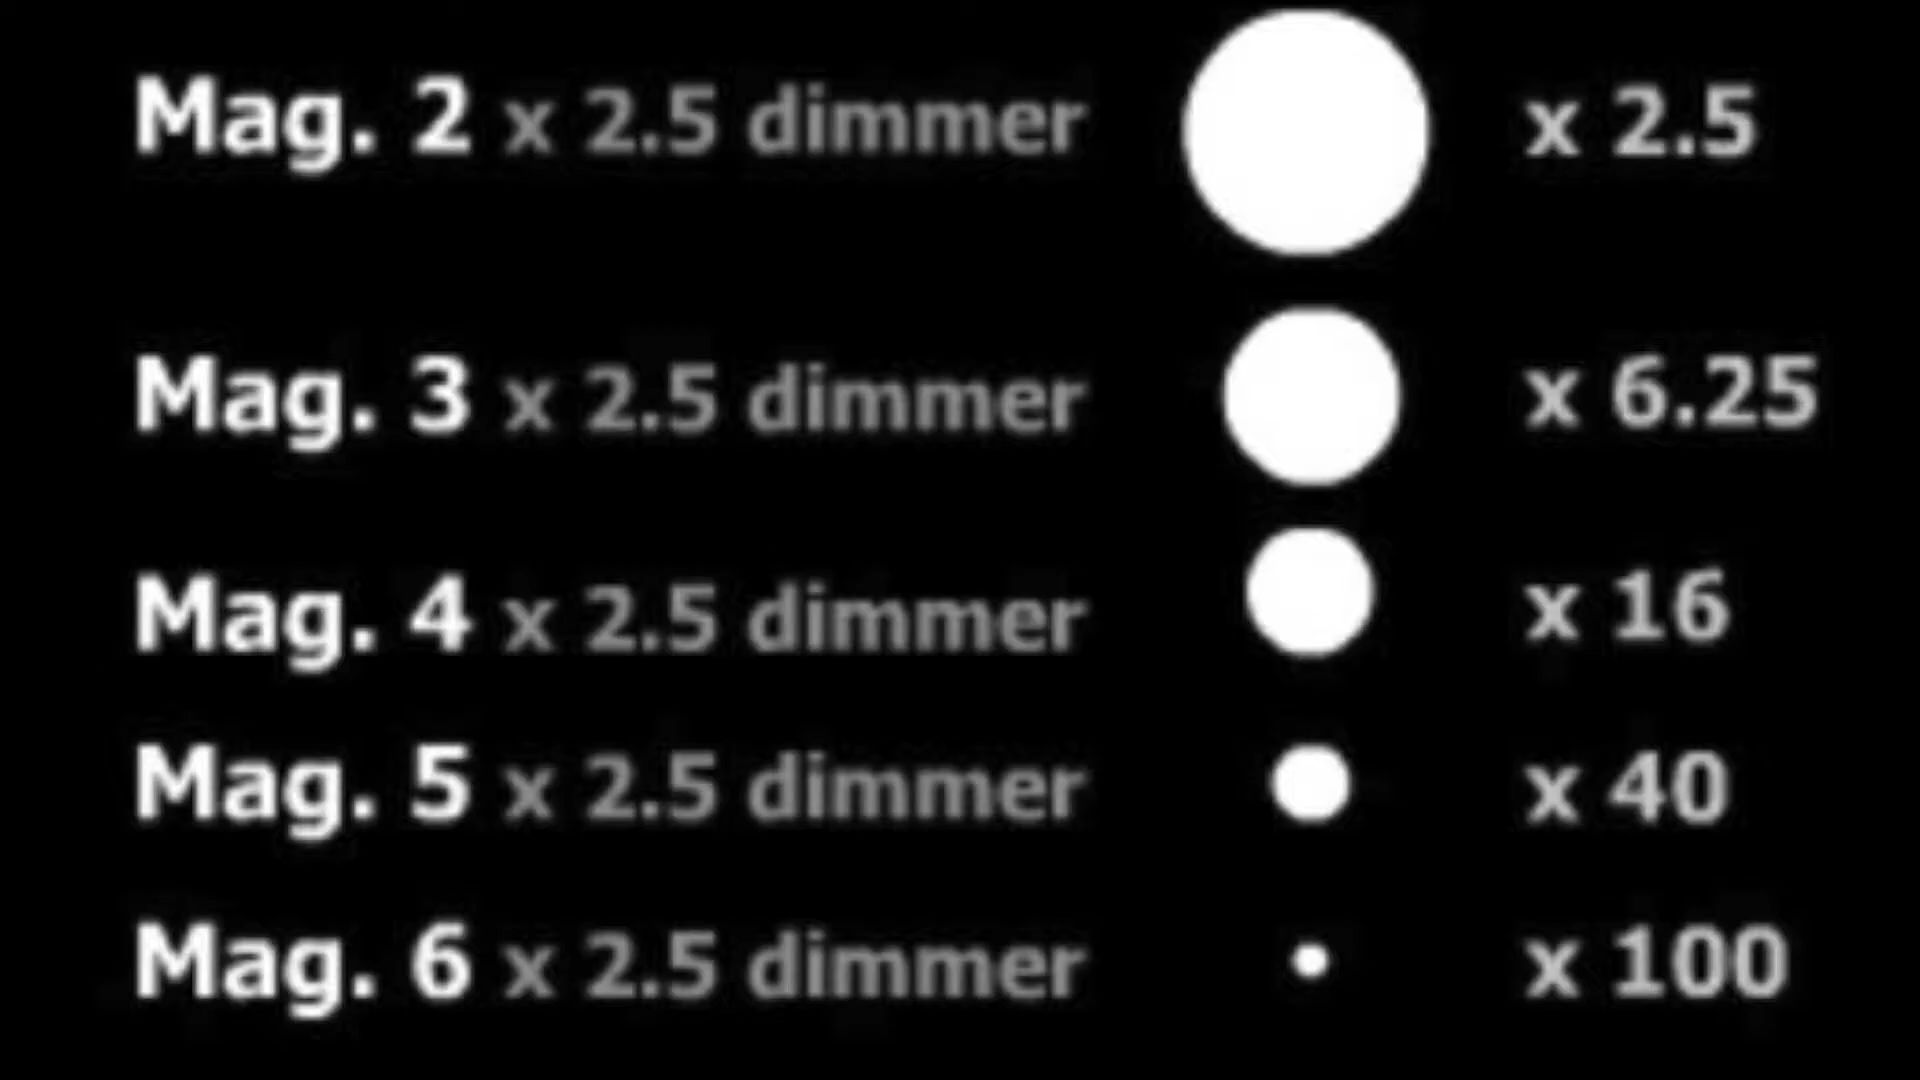 Mag. 2 x 2.5 dimmer x 2.5
Mag. 3 x 2.5 dimmer x 6.25
Mag. 4 x 2.5 dimmer x 16
Mag. 5 x 2.5 dimmer x 40
Mag. 6 x 2.5 dimmer x 100